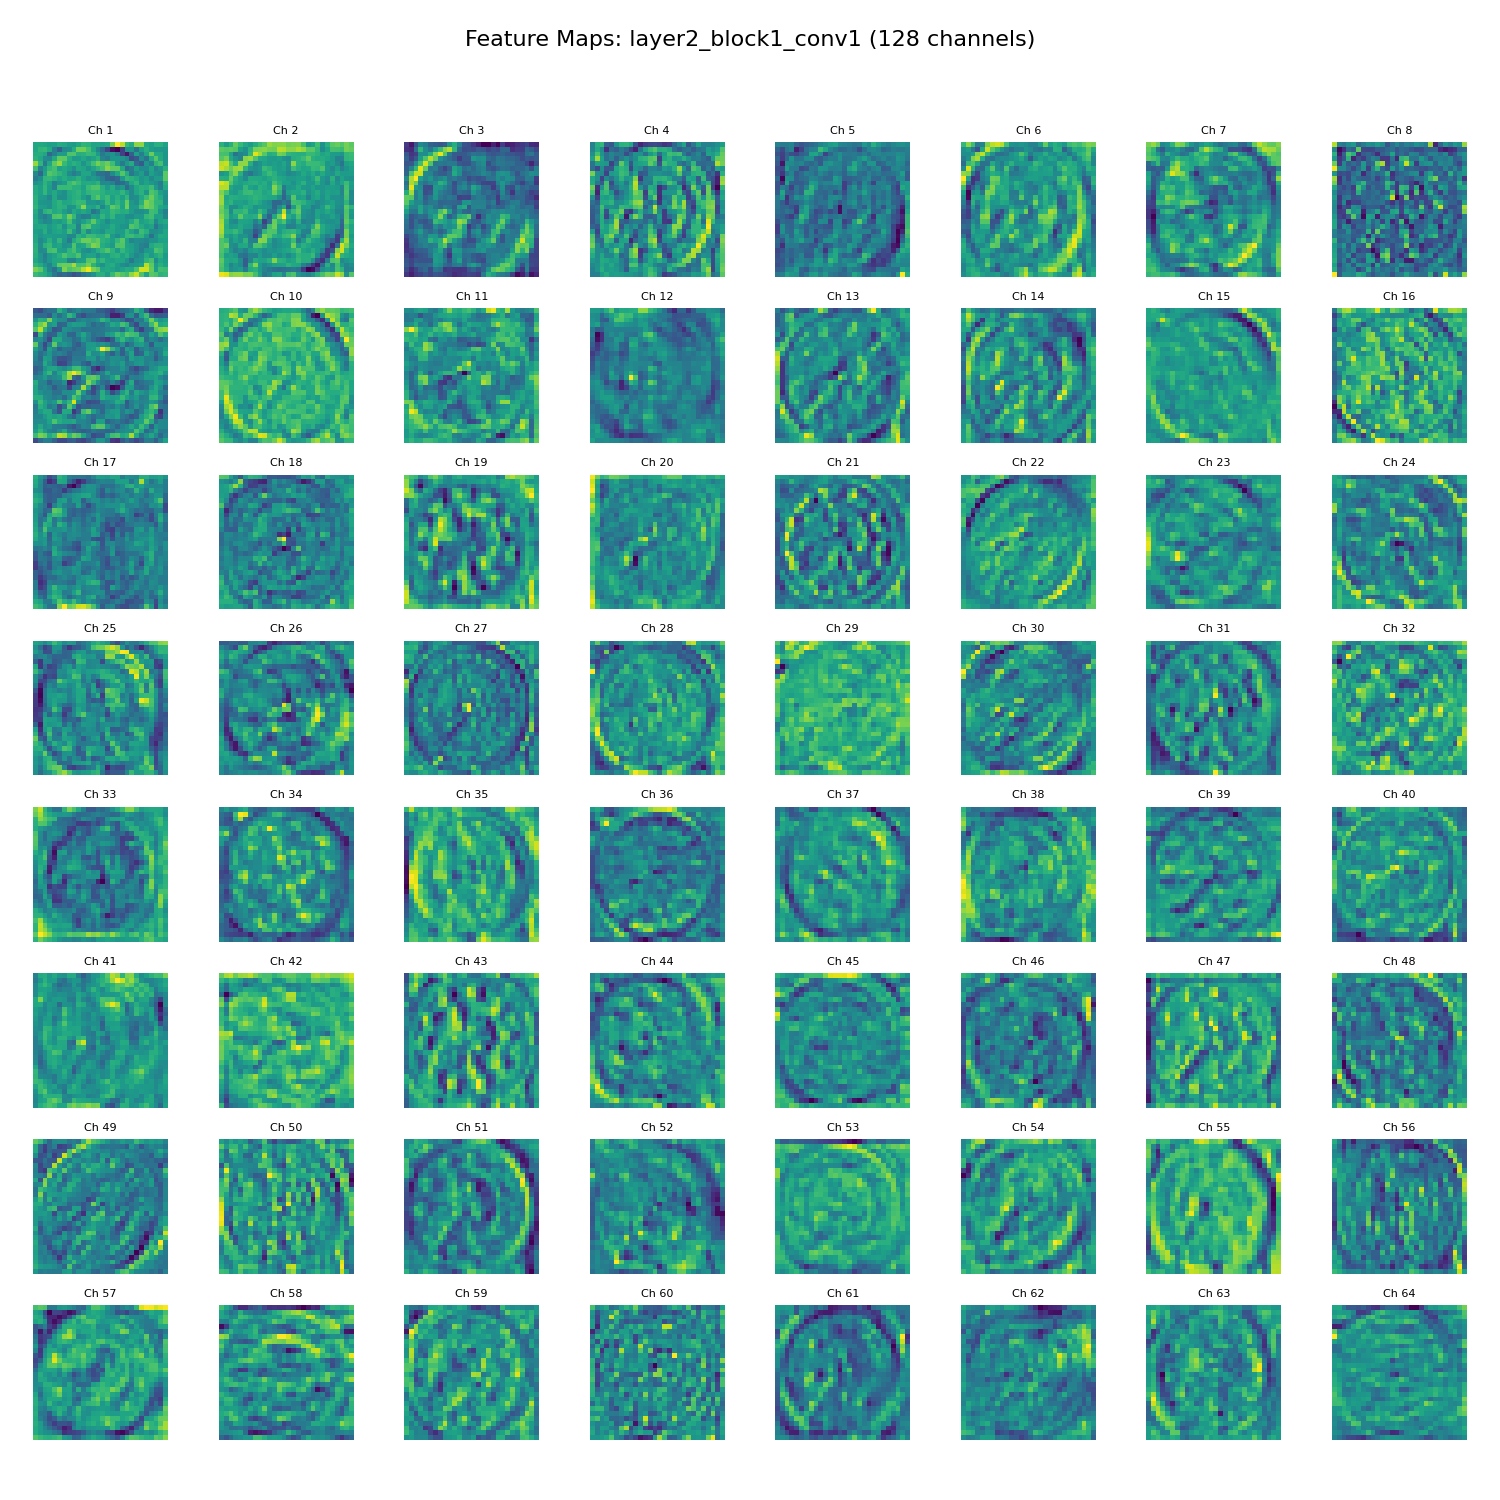 Feature Maps: layer2_block1_conv1 (128 channels)
Ch 1 Ch 2 Ch 3 Ch 4 Ch 5 Ch 6 Ch 7 Ch 8
Ch 9 Ch 10 Ch 11 Ch 12 Ch 13 Ch 14 Ch 15 Ch 16
Ch 17 Ch 18 Ch 19 Ch 20 Ch 21 Ch 22 Ch 23 Ch 24
Ch 25 Ch 26 Ch 27 Ch 28 Ch 29 Ch 30 Ch 31 Ch 32
Ch 33 Ch 34 Ch 35 Ch 36 Ch 37 Ch 38 Ch 39 Ch 40
Ch 41 Ch 42 Ch 43 Ch 44 Ch 45 Ch 46 Ch 47 Ch 48
Ch 49 Ch 50 Ch 51 Ch 52 Ch 53 Ch 54 Ch 55 Ch 56
Ch 57 Ch 58 Ch 59 Ch 60 Ch 61 Ch 62 Ch 63 Ch 64